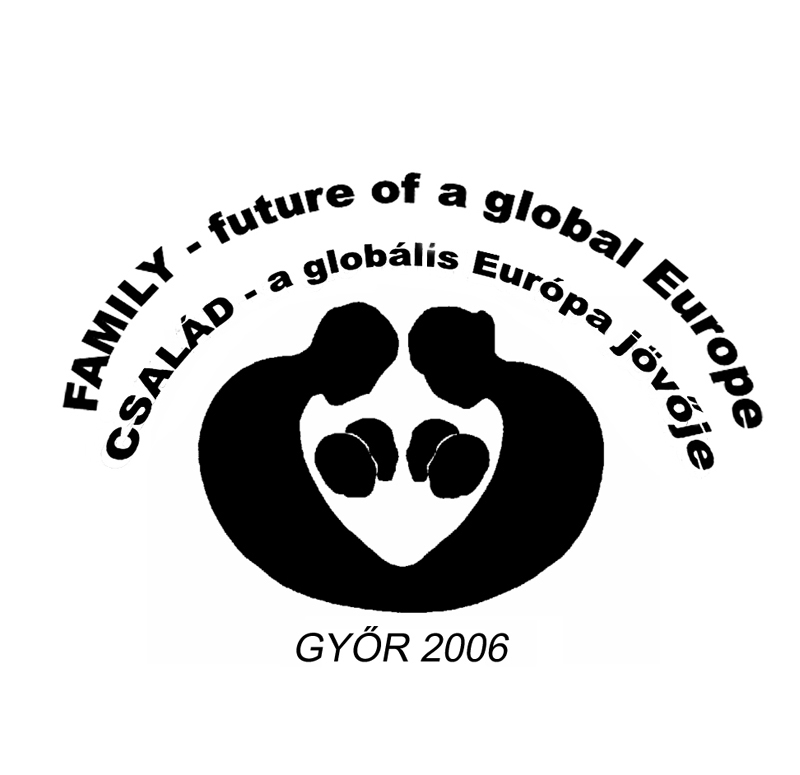 FAMILY - future of a global Europe
CSALÁD - a globális Európa jövője
GYŐR 2006